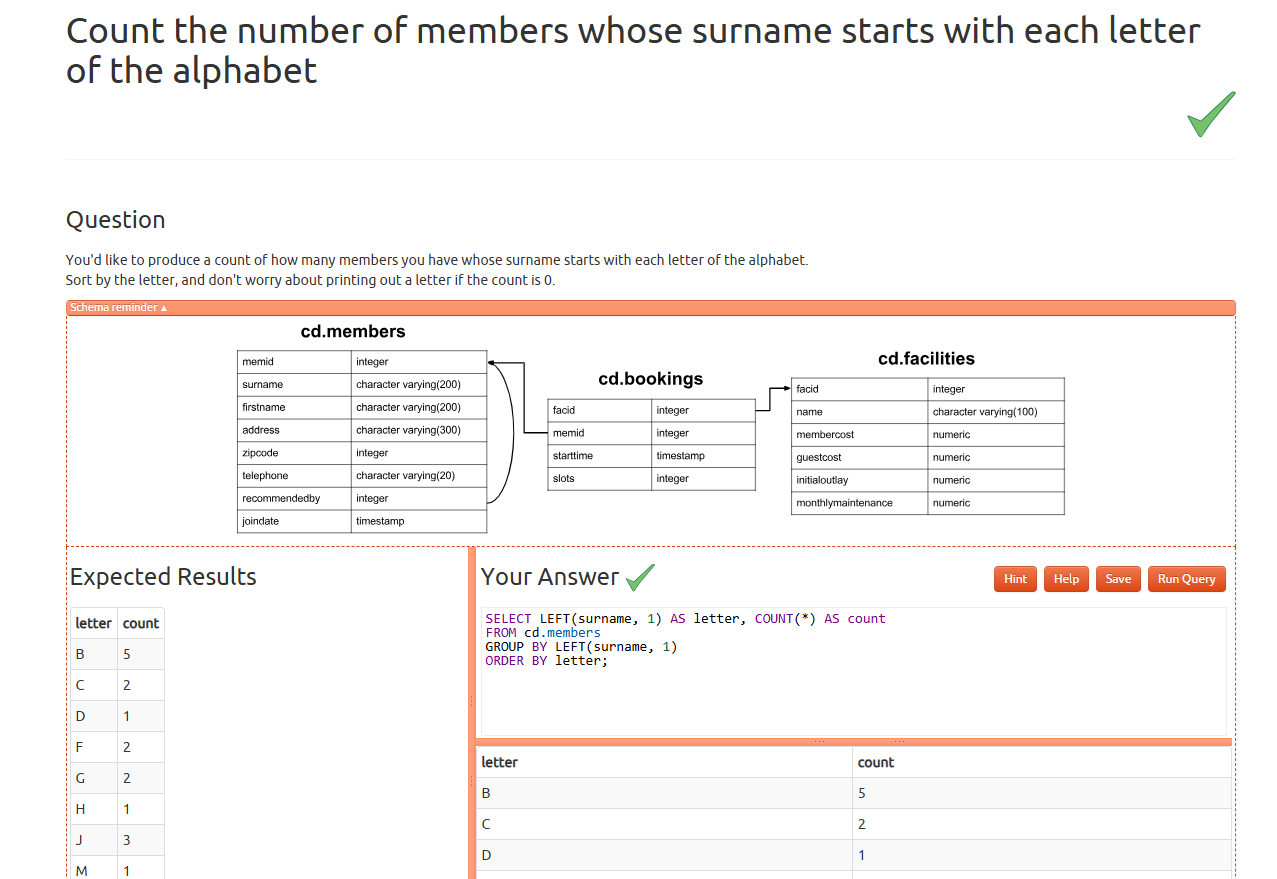 Count the number of members whose surname starts with each letter
of the alphabet
Question
You'd like to produce a count of how many members you have whose surname starts with each letter of the alphabet.
Sort by the letter, and don't worry about printing out a letter if the count is 0.
Schema reminder ▲
cd.members
memid integer
surname character varying(200)
firstname character varying(200)
address character varying(300)
zipcode integer
telephone character varying(20)
recommendedby integer
joindate timestamp
cd.bookings
facid integer
memid integer
starttime timestamp
slots integer
cd.facilities
facid integer
name character varying(100)
membercost numeric
guestcost numeric
initialoutlay numeric
monthlymaintenance numeric
Expected Results
letter count
B 5
C 2
D 1
F 2
G 2
H 1
J 3
M 1
Your Answer
Hint Help Save Run Query
SELECT LEFT(surname, 1) AS letter, COUNT(*) AS count
FROM cd.members
GROUP BY LEFT(surname, 1)
ORDER BY letter;
letter count
B 5
C 2
D 1